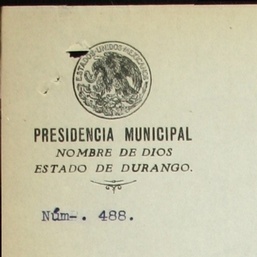 ESTADOS UNIDOS MEXICANOS
PRESIDENCIA MUNICIPAL
NOMBRE DE DIOS
ESTADO DE DURANGO.
Núm-. 488.